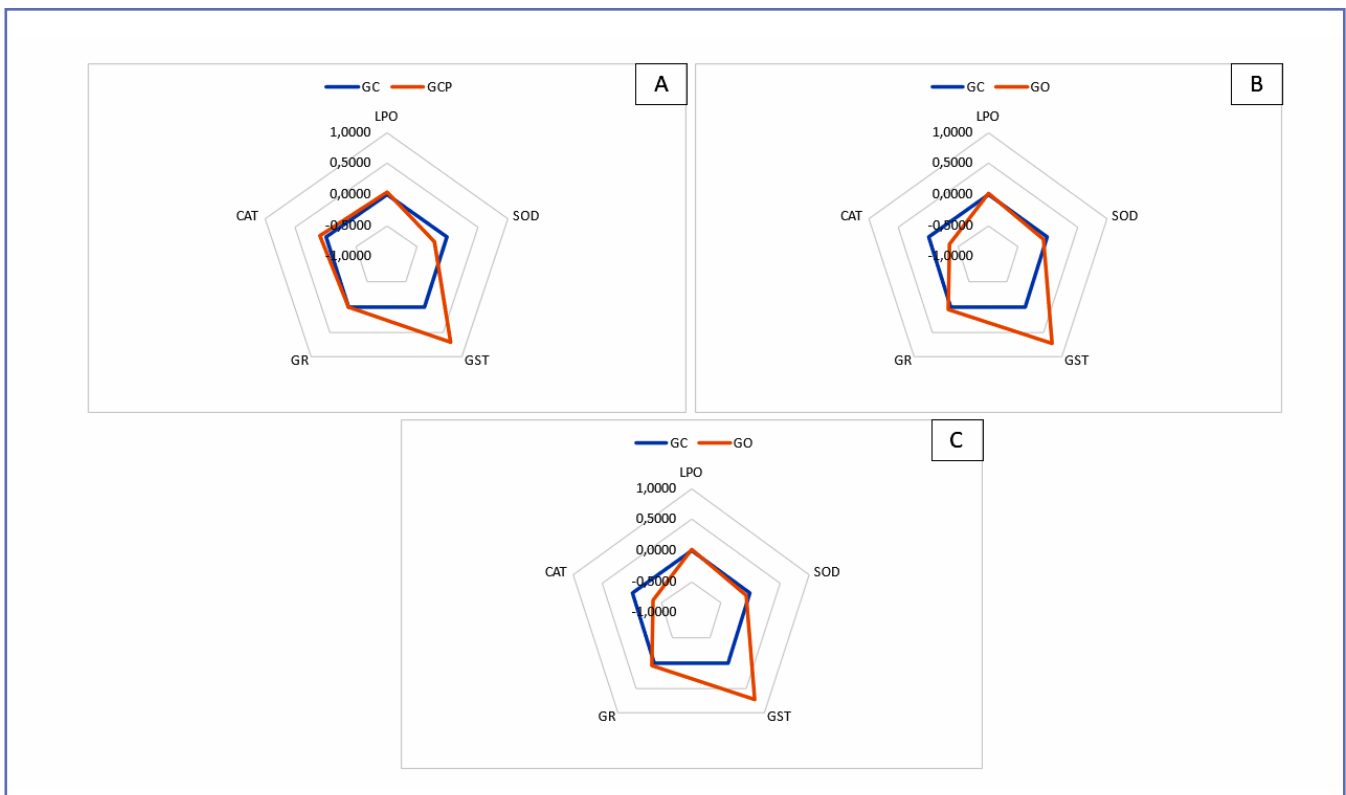 A
GC GCP
LPO
1,0000
0,5000
0,0000
-0,5000
-1,0000
CAT
SOD
GR
GST
B
GC GO
LPO
1,0000
0,5000
0,0000
-0,5000
-1,0000
CAT
SOD
GR
GST
C
GC GO
LPO
1,0000
0,5000
0,0000
-0,5000
-1,0000
CAT
SOD
GR
GST